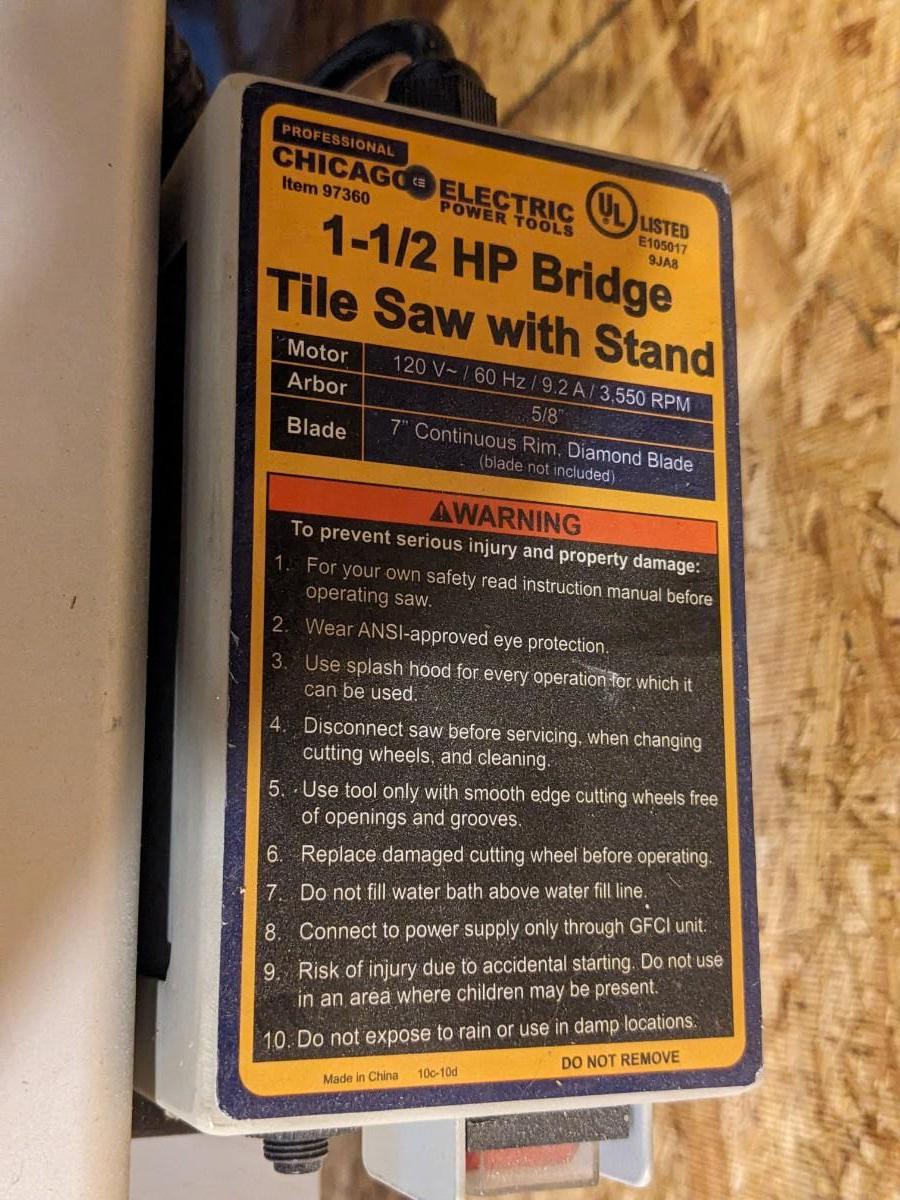 PROFESSIONAL
CHICAGO ELECTRIC
POWER TOOLS
Item 97360
UL LISTED
E105017
9JA8
1-1/2 HP Bridge
Tile Saw with Stand
Motor 120 V~ / 60 Hz / 9.2 A / 3,550 RPM
Arbor 5/8"
Blade 7" Continuous Rim, Diamond Blade
(blade not included)
WARNING
To prevent serious injury and property damage:
1. For your own safety read instruction manual before
operating saw.
2. Wear ANSI-approved eye protection.
3. Use splash hood for every operation for which it
can be used.
4. Disconnect saw before servicing, when changing
cutting wheels, and cleaning.
5. Use tool only with smooth edge cutting wheels free
of openings and grooves.
6. Replace damaged cutting wheel before operating.
7. Do not fill water bath above water fill line.
8. Connect to power supply only through GFCI unit.
9. Risk of injury due to accidental starting. Do not use
in an area where children may be present.
10. Do not expose to rain or use in damp locations.
Made in China 10c-10d DO NOT REMOVE